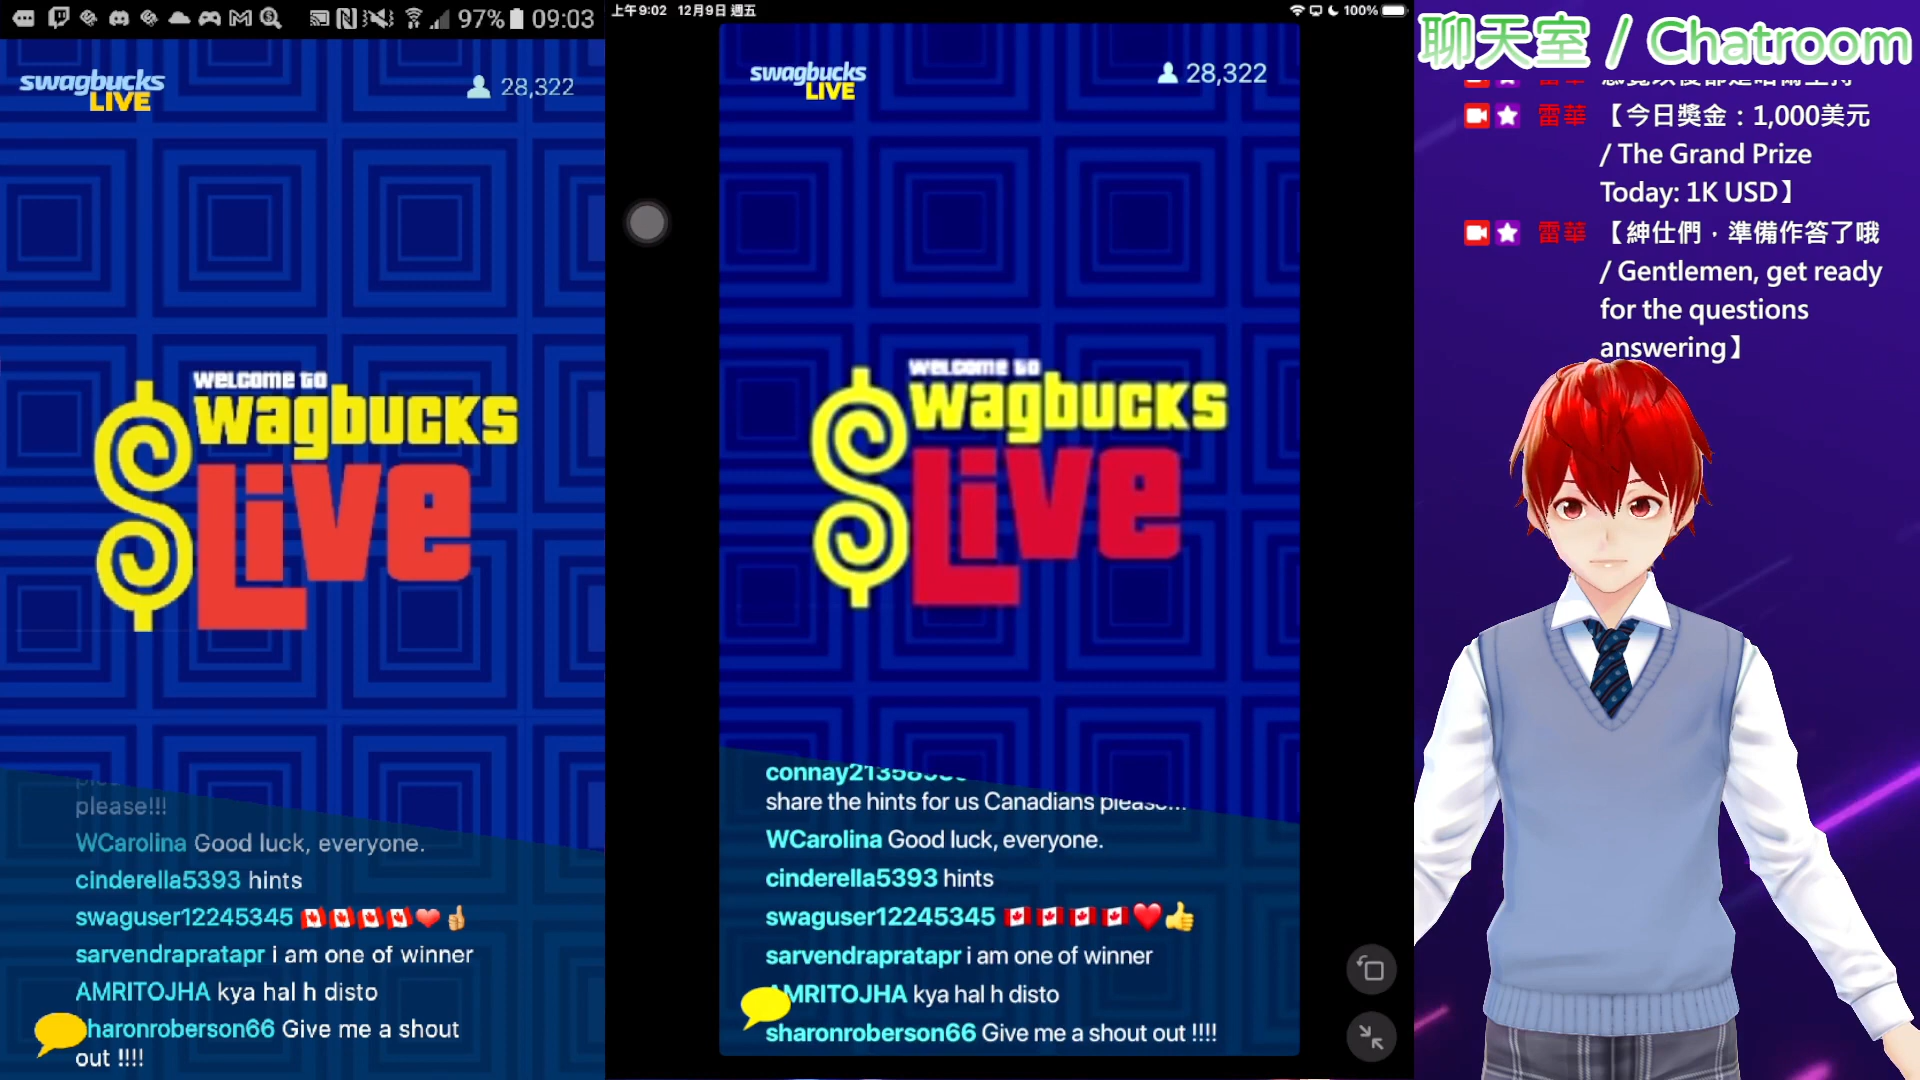 97% 09:03
swagbucks
LIVE
28,322
WELCOME TO
$wagbucks
Live
please!!!
WCarolina Good luck, everyone.
cinderella5393 hints
swaguser12245345 🇨🇦🇨🇦🇨🇦🇨🇦❤️👍
sarvendrapratapr i am one of winner
AMRITOJHA kya hal h disto
haronroberson66 Give me a shout
out !!!!
上午9:02 12月9日 週五
100%
swagbucks
LIVE
28,322
WELCOME TO
$wagbucks
Live
share the hints for us Canadians please...
WCarolina Good luck, everyone.
cinderella5393 hints
swaguser12245345 🇨🇦🇨🇦🇨🇦🇨🇦❤️👍
sarvendrapratapr i am one of winner
AMRITOJHA kya hal h disto
sharonroberson66 Give me a shout out !!!!
聊天室 / Chatroom
雷華 【今日獎金：1,000美元
/ The Grand Prize
Today: 1K USD】
雷華 【紳仕們，準備作答了哦
/ Gentlemen, get ready
for the questions
answering】